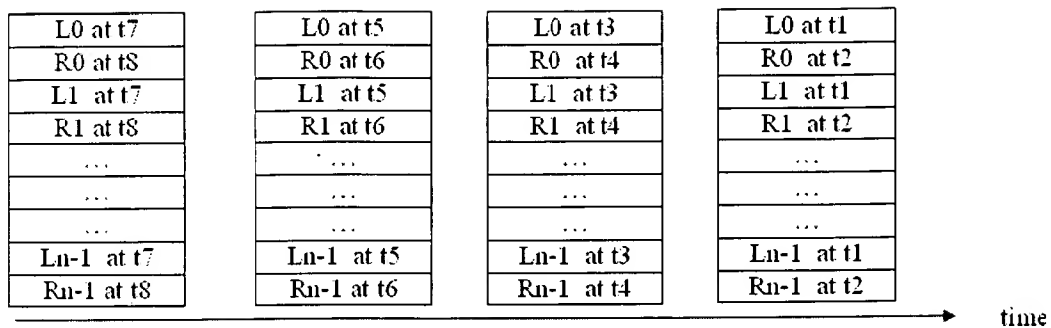 L0 at t7 L0 at t5 L0 at t3 L0 at t1
R0 at t8 R0 at t6 R0 at t4 R0 at t2
L1 at t7 L1 at t5 L1 at t3 L1 at t1
R1 at t8 R1 at t6 R1 at t4 R1 at t2
... ... ... ...
... ... ... ...
... ... ... ...
Ln-1 at t7 Ln-1 at t5 Ln-1 at t3 Ln-1 at t1
Rn-1 at t8 Rn-1 at t6 Rn-1 at t4 Rn-1 at t2
time